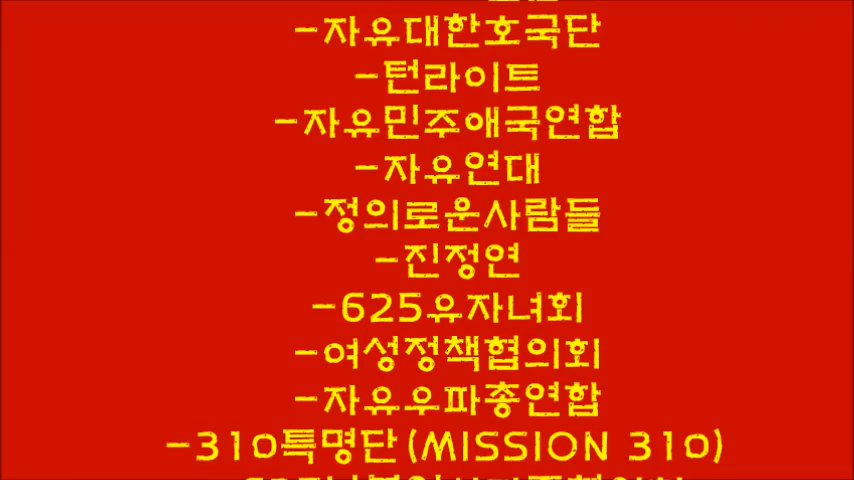 -자유대한호국단
-턴라이트
-자유민주애국연합
-자유연대
-정의로운사람들
-진정연
-625유자녀회
-여성정책협의회
-자유우파총연합
-310특명단(MISSION 310)